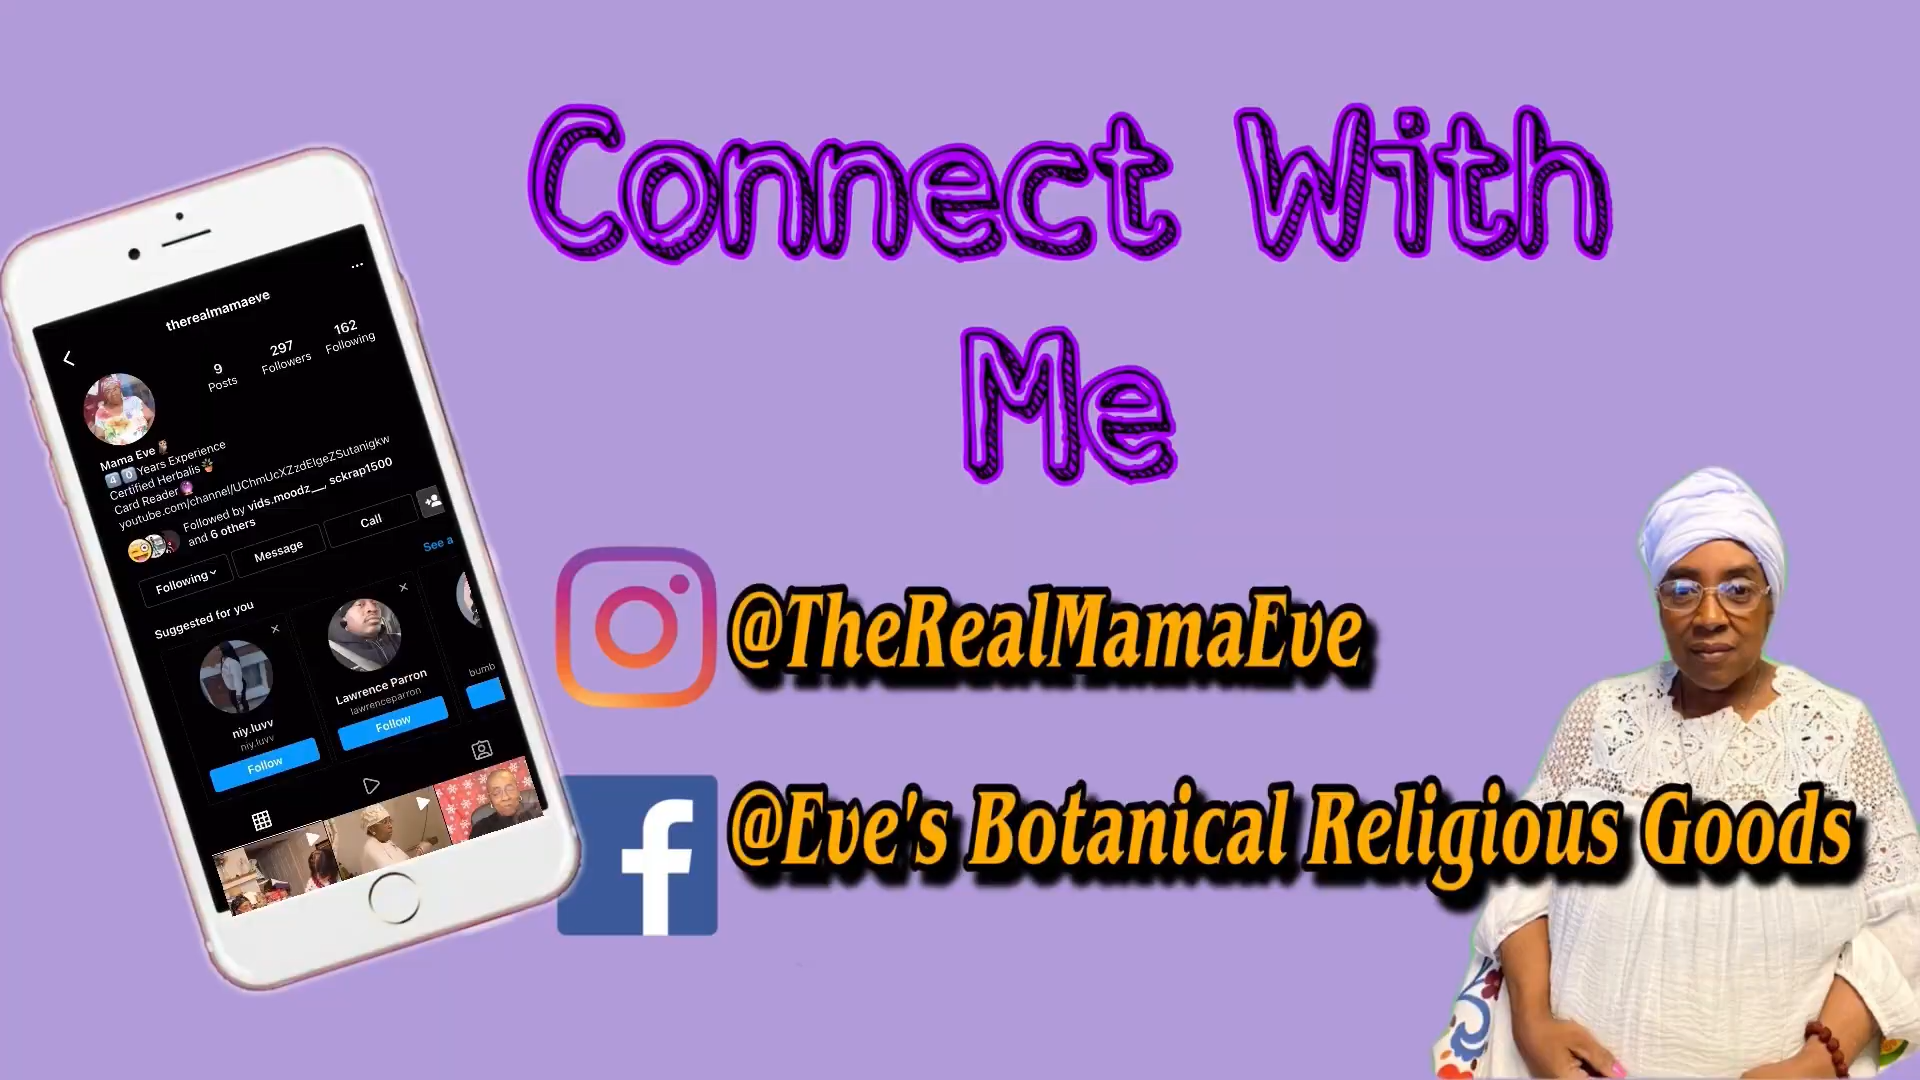 Connect With
Me
therealmamaeve
9
Posts
297
Followers
162
Following
Mama Eve
40 Years Experience
Certified Herbalis
Card Reader
youtube.com/channel/UChmUcXZzdElgeZSutanigkw
Followed by vids.moodz__, sckrap1500
and 6 others
Following
Message
Call
See a
Suggested for you
niy.luvv
niy.luvv
Follow
Lawrence Parron
lawrenceparron
Follow
bumb
@TheRealMamaEve
@Eve's Botanical Religious Goods